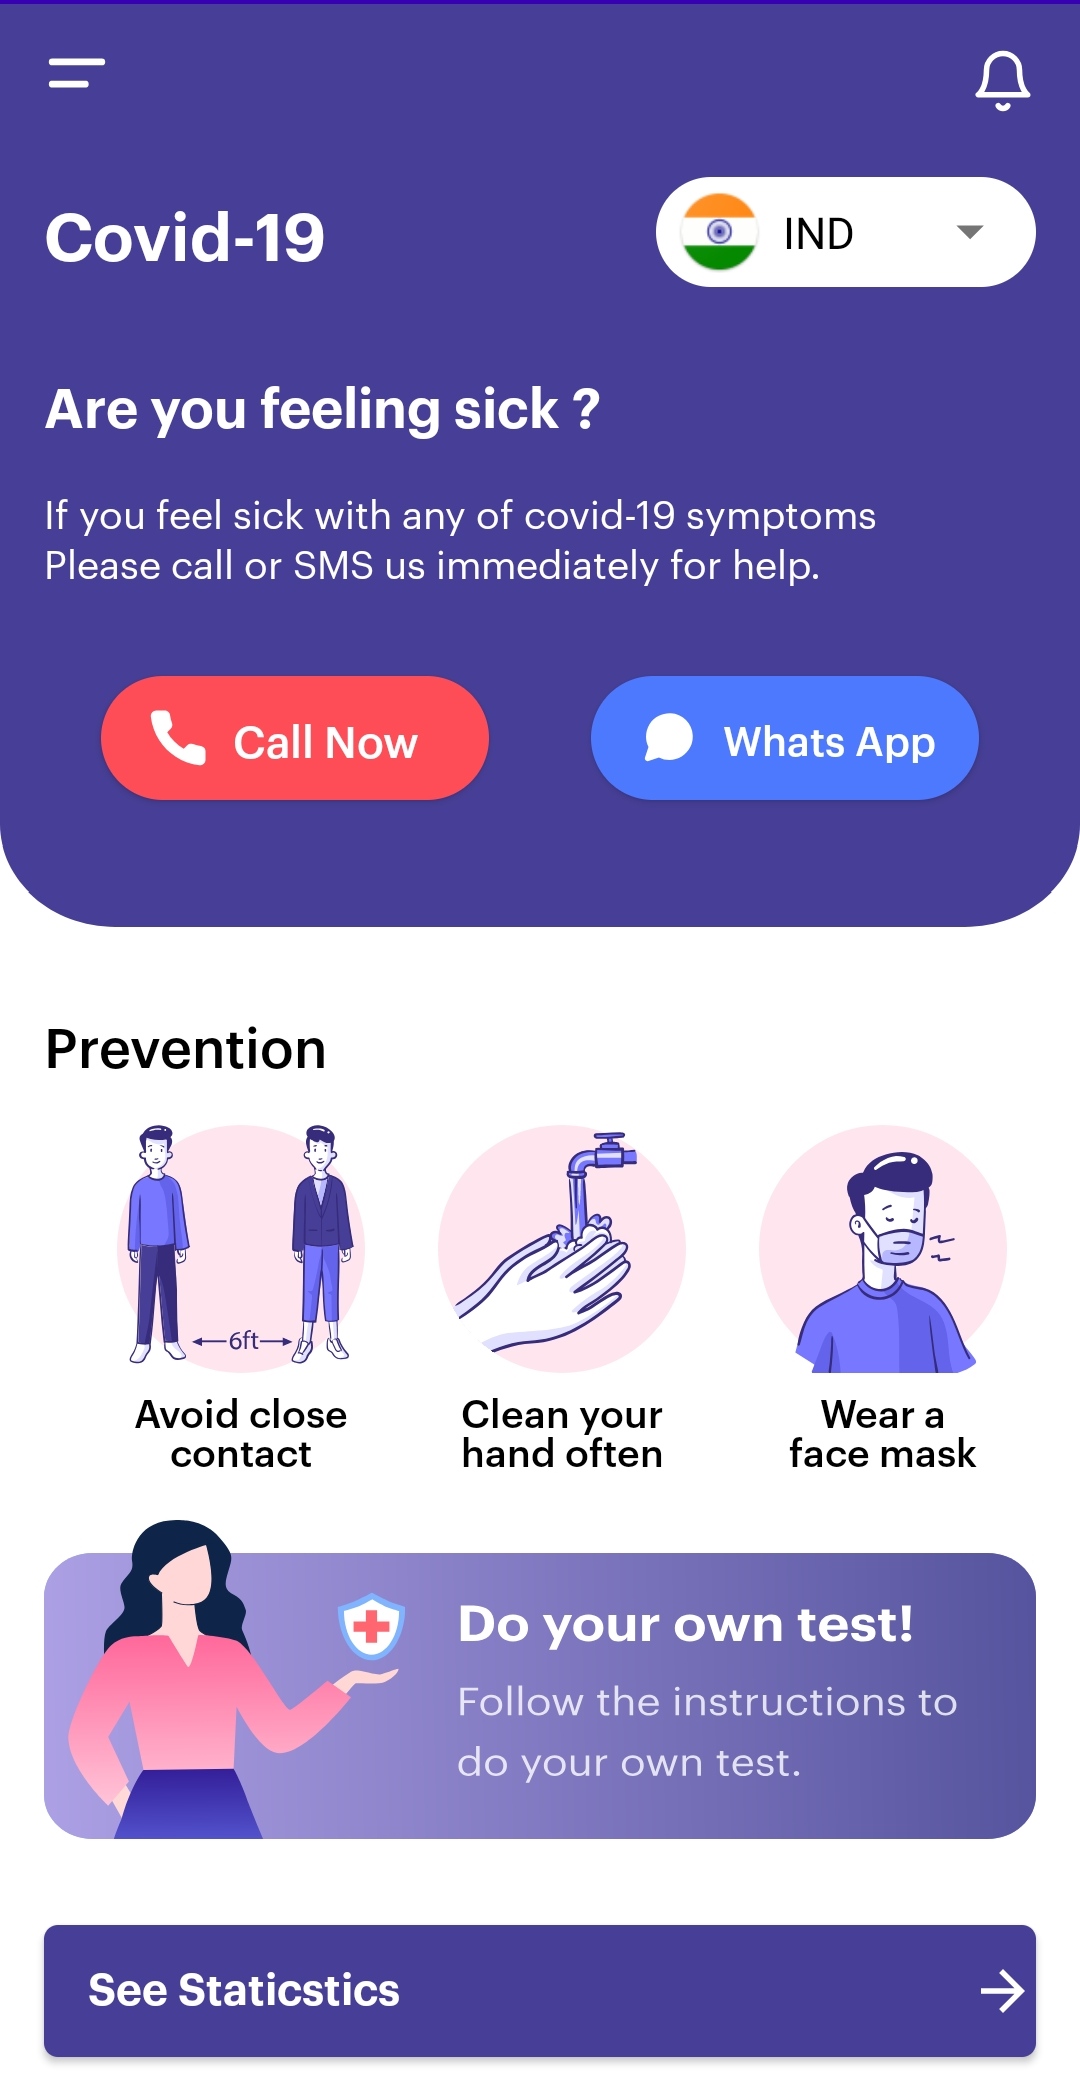 Covid-19
IND
Are you feeling sick ?
If you feel sick with any of covid-19 symptoms
Please call or SMS us immediately for help.
Call Now
Whats App
Prevention
6ft
Avoid close
contact
Clean your
hand often
Wear a
face mask
Do your own test!
Follow the instructions to
do your own test.
See Staticstics